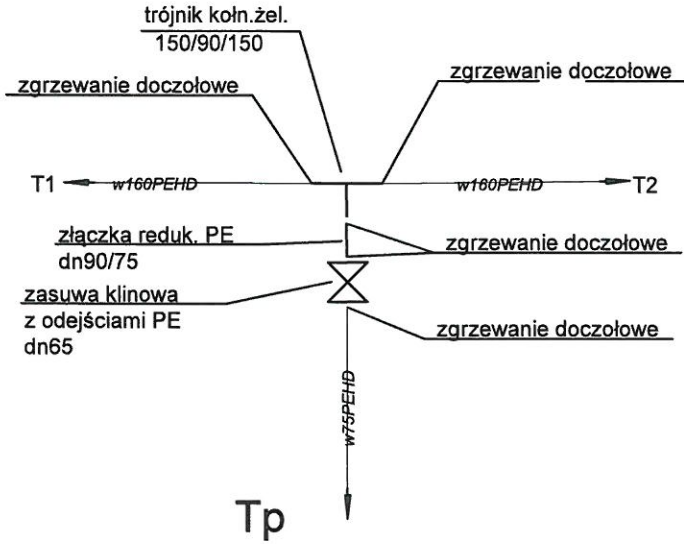 trójnik kołn.żel.
150/90/150
zgrzewanie doczołowe
zgrzewanie doczołowe
T1
w160PEHD
w160PEHD
T2
złączka reduk. PE
dn90/75
zgrzewanie doczołowe
zasuwa klinowa
z odejściami PE
dn65
zgrzewanie doczołowe
w75PEHD
Tp